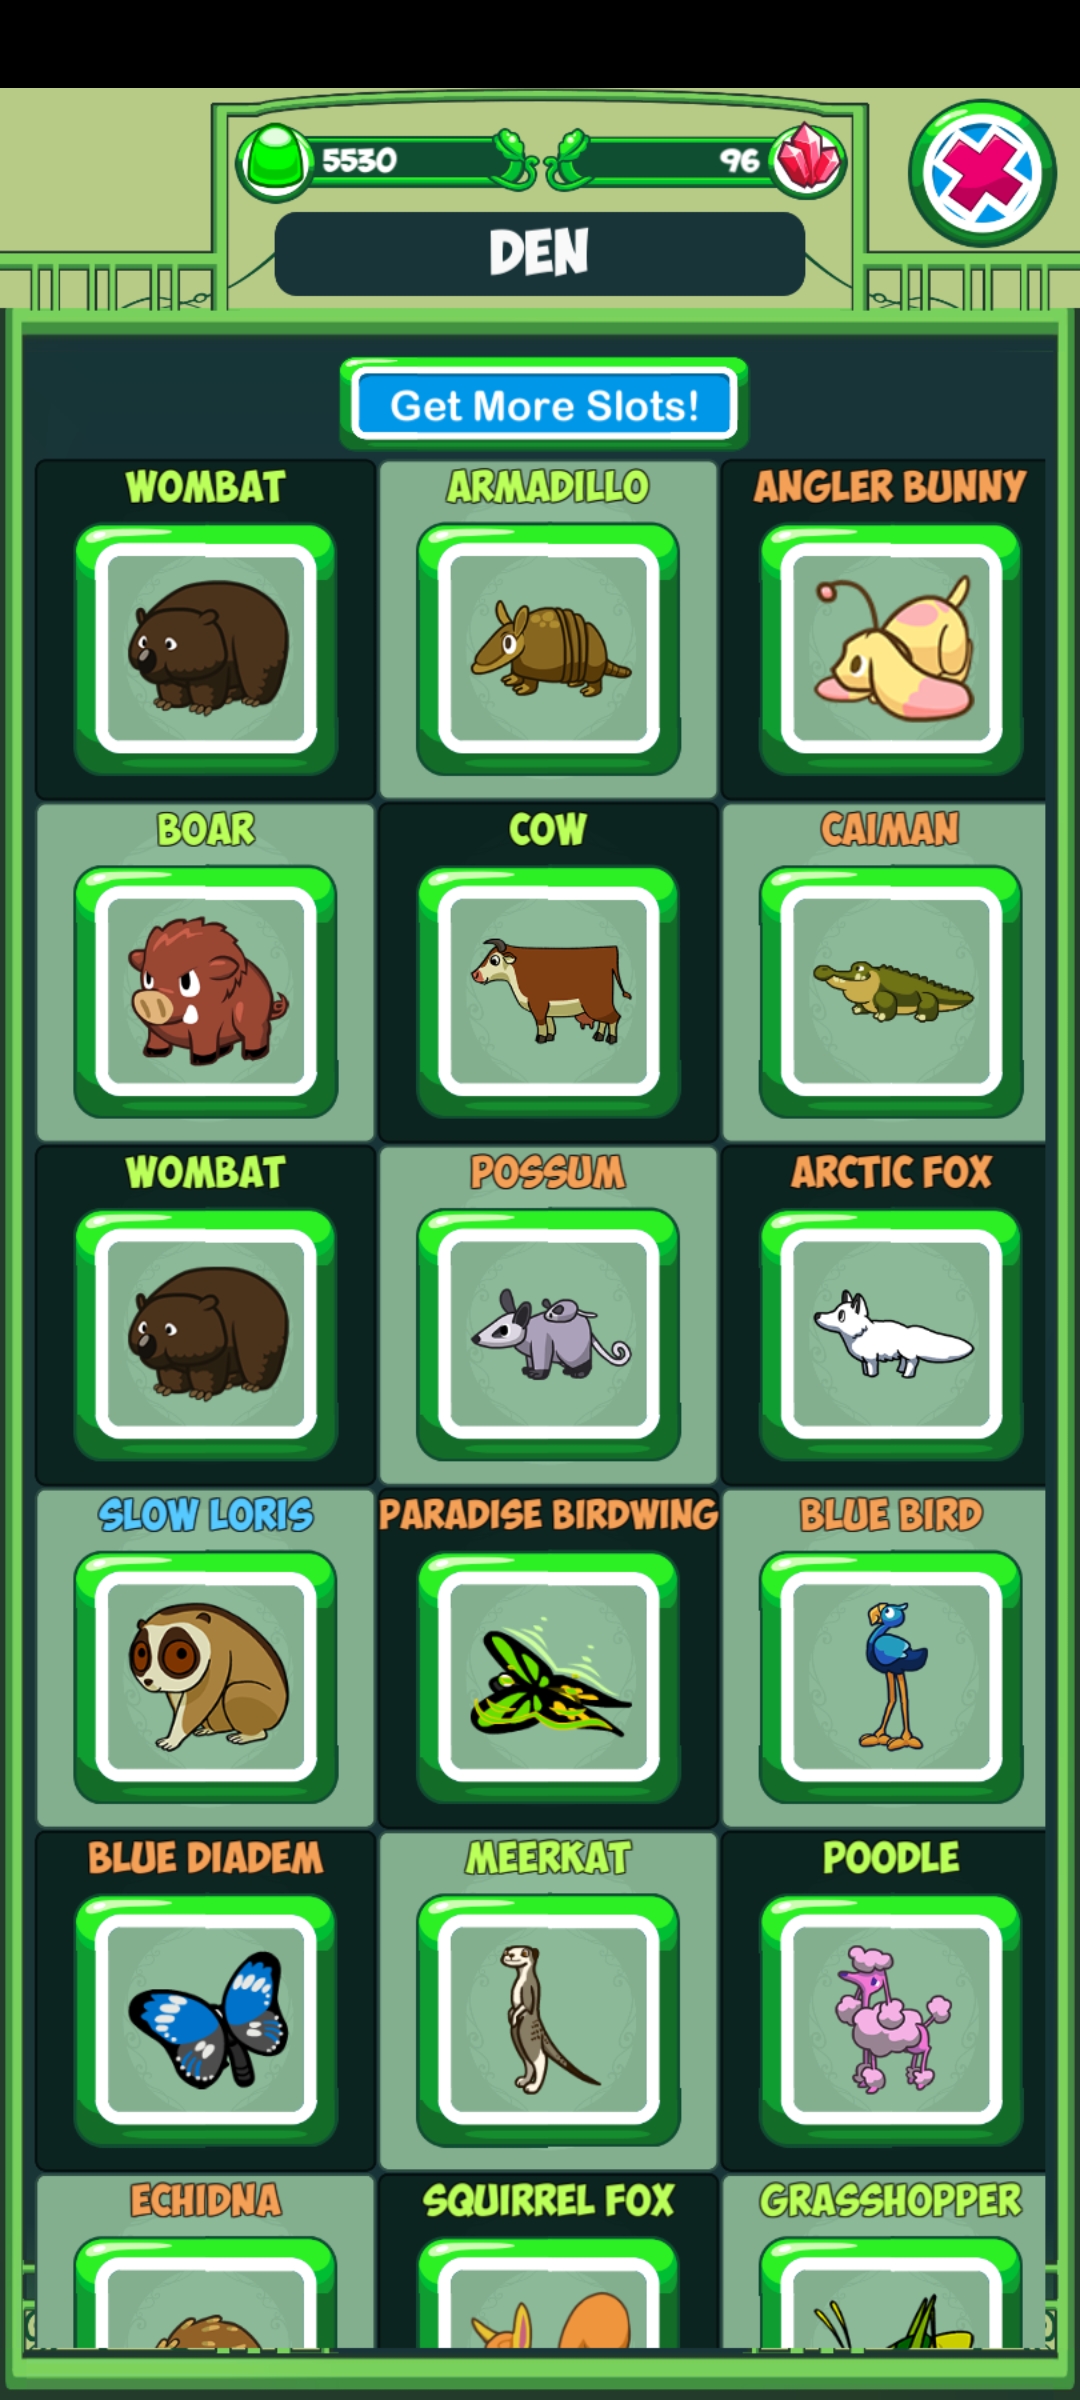 5530
96
DEN
Get More Slots!
WOMBAT
ARMADILLO
ANGLER BUNNY
BOAR
COW
CAIMAN
WOMBAT
POSSUM
ARCTIC FOX
SLOW LORIS
PARADISE BIRDWING
BLUE BIRD
BLUE DIADEM
MEERKAT
POODLE
ECHIDNA
SQUIRREL FOX
GRASSHOPPER